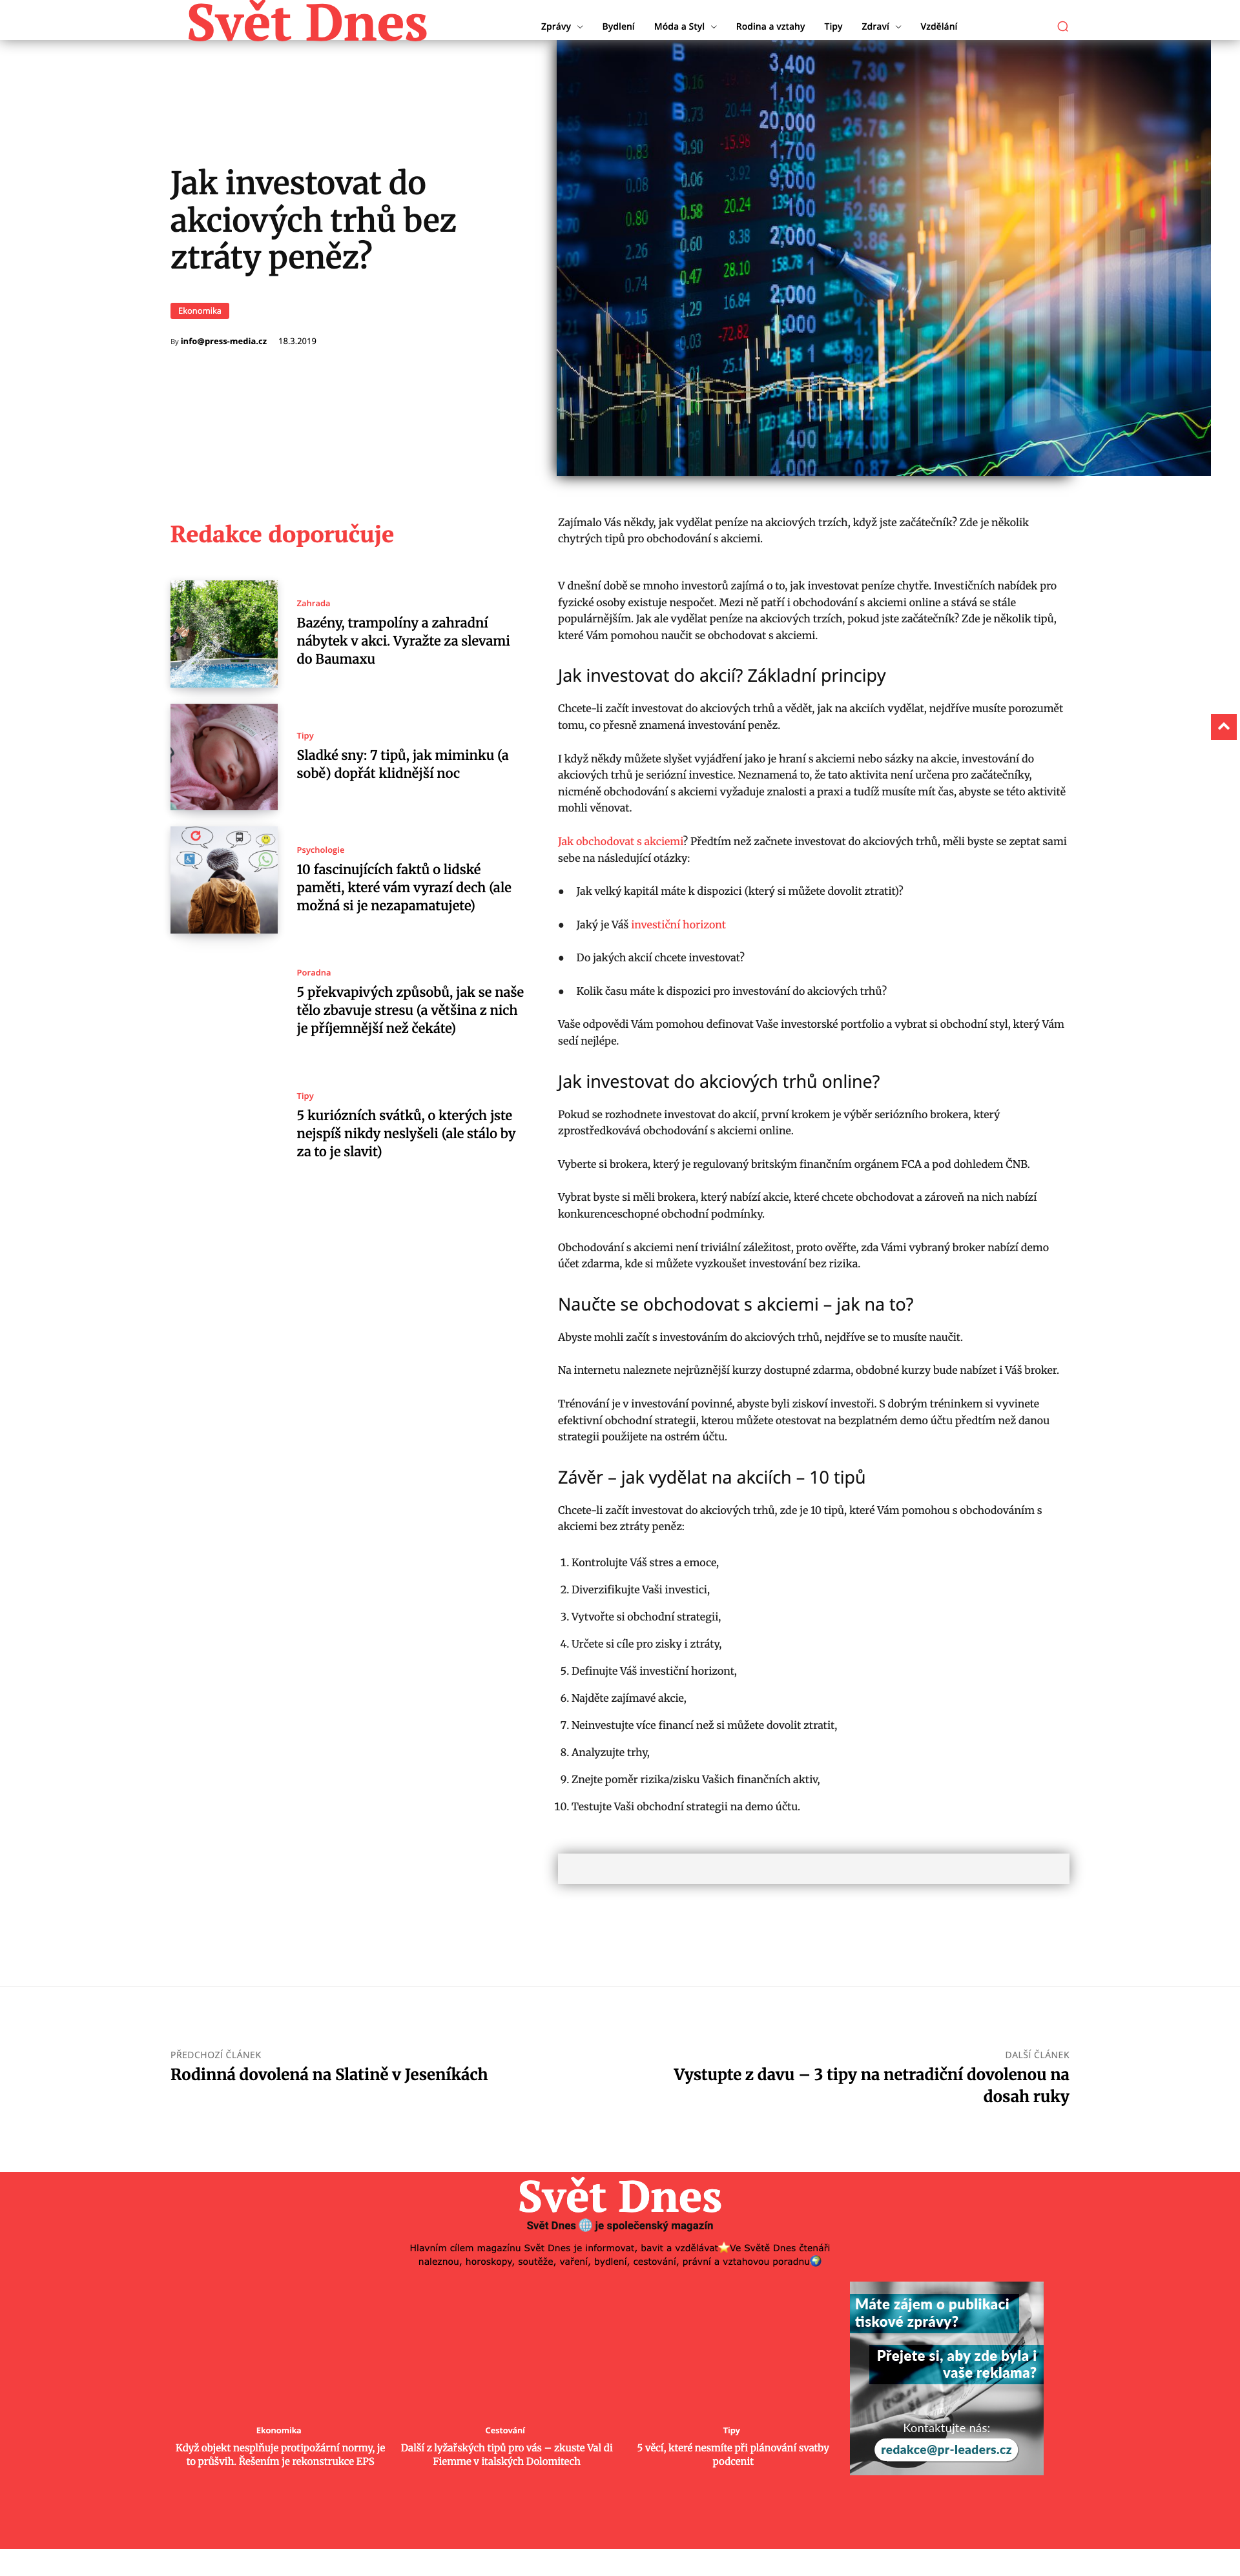 Svět Dnes
Zprávy
Bydlení
Móda a Styl
Rodina a vztahy
Tipy
Zdraví
Vzdělání
Jak investovat do
akciových trhů bez
ztráty peněz?
Ekonomika
By info@press-media.cz 18.3.2019
Redakce doporučuje
Zahrada
Bazény, trampolíny a zahradní
nábytek v akci. Vyražte za slevami
do Baumaxu
Tipy
Sladké sny: 7 tipů, jak miminku (a
sobě) dopřát klidnější noc
Psychologie
10 fascinujících faktů o lidské
paměti, které vám vyrazí dech (ale
možná si je nezapamatujete)
Poradna
5 překvapivých způsobů, jak se naše
tělo zbavuje stresu (a většina z nich
je příjemnější než čekáte)
Tipy
5 kuriózních svátků, o kterých jste
nejspíš nikdy neslyšeli (ale stálo by
za to je slavit)
Zajímalo Vás někdy, jak vydělat peníze na akciových trzích, když jste začátečník? Zde je několik
chytrých tipů pro obchodování s akciemi.
V dnešní době se mnoho investorů zajímá o to, jak investovat peníze chytře. Investičních nabídek pro
fyzické osoby existuje nespočet. Mezi ně patří i obchodování s akciemi online a stává se stále
populárnějším. Jak ale vydělat peníze na akciových trzích, pokud jste začátečník? Zde je několik tipů,
které Vám pomohou naučit se obchodovat s akciemi.
Jak investovat do akcií? Základní principy
Chcete-li začít investovat do akciových trhů a vědět, jak na akciích vydělat, nejdříve musíte porozumět
tomu, co přesně znamená investování peněz.
I když někdy můžete slyšet vyjádření jako je hraní s akciemi nebo sázky na akcie, investování do
akciových trhů je seriózní investice. Neznamená to, že tato aktivita není určena pro začátečníky,
nicméně obchodování s akciemi vyžaduje znalosti a praxi a tudíž musíte mít čas, abyste se této aktivitě
mohli věnovat.
Jak obchodovat s akciemi? Předtím než začnete investovat do akciových trhů, měli byste se zeptat sami
sebe na následující otázky:
● Jak velký kapitál máte k dispozici (který si můžete dovolit ztratit)?
● Jaký je Váš investiční horizont
● Do jakých akcií chcete investovat?
● Kolik času máte k dispozici pro investování do akciových trhů?
Vaše odpovědi Vám pomohou definovat Vaše investorské portfolio a vybrat si obchodní styl, který Vám
sedí nejlépe.
Jak investovat do akciových trhů online?
Pokud se rozhodnete investovat do akcií, první krokem je výběr seriózního brokera, který
zprostředkovává obchodování s akciemi online.
Vyberte si brokera, který je regulovaný britským finančním orgánem FCA a pod dohledem ČNB.
Vybrat byste si měli brokera, který nabízí akcie, které chcete obchodovat a zároveň na nich nabízí
konkurenceschopné obchodní podmínky.
Obchodování s akciemi není triviální záležitost, proto ověřte, zda Vámi vybraný broker nabízí demo
účet zdarma, kde si můžete vyzkoušet investování bez rizika.
Naučte se obchodovat s akciemi – jak na to?
Abyste mohli začít s investováním do akciových trhů, nejdříve se to musíte naučit.
Na internetu naleznete nejrůznější kurzy dostupné zdarma, obdobné kurzy bude nabízet i Váš broker.
Trénování je v investování povinné, abyste byli ziskoví investoři. S dobrým tréninkem si vyvinete
efektivní obchodní strategii, kterou můžete otestovat na bezplatném demo účtu předtím než danou
strategii použijete na ostrém účtu.
Závěr – jak vydělat na akciích – 10 tipů
Chcete-li začít investovat do akciových trhů, zde je 10 tipů, které Vám pomohou s obchodováním s
akciemi bez ztráty peněz:
1. Kontrolujte Váš stres a emoce,
2. Diverzifikujte Vaši investici,
3. Vytvořte si obchodní strategii,
4. Určete si cíle pro zisky i ztráty,
5. Definujte Váš investiční horizont,
6. Najděte zajímavé akcie,
7. Neinvestujte více financí než si můžete dovolit ztratit,
8. Analyzujte trhy,
9. Znejte poměr rizika/zisku Vašich finančních aktiv,
10. Testujte Vaši obchodní strategii na demo účtu.
PŘEDCHOZÍ ČLÁNEK
Rodinná dovolená na Slatině v Jeseníkách
DALŠÍ ČLÁNEK
Vystupte z davu – 3 tipy na netradiční dovolenou na
dosah ruky
Svět Dnes
Svět Dnes 🌐 je společenský magazín
Hlavním cílem magazínu Svět Dnes je informovat, bavit a vzdělávat⭐Ve Světě Dnes čtenáři
naleznou, horoskopy, soutěže, vaření, bydlení, cestování, právní a vztahovou poradnu🌍
Ekonomika
Když objekt nesplňuje protipožární normy, je
to průšvih. Řešením je rekonstrukce EPS
Cestování
Další z lyžařských tipů pro vás – zkuste Val di
Fiemme v italských Dolomitech
Tipy
5 věcí, které nesmíte při plánování svatby
podcenit
Máte zájem o publikaci
tiskové zprávy?
Přejete si, aby zde byla i
vaše reklama?
Kontaktujte nás:
redakce@pr-leaders.cz